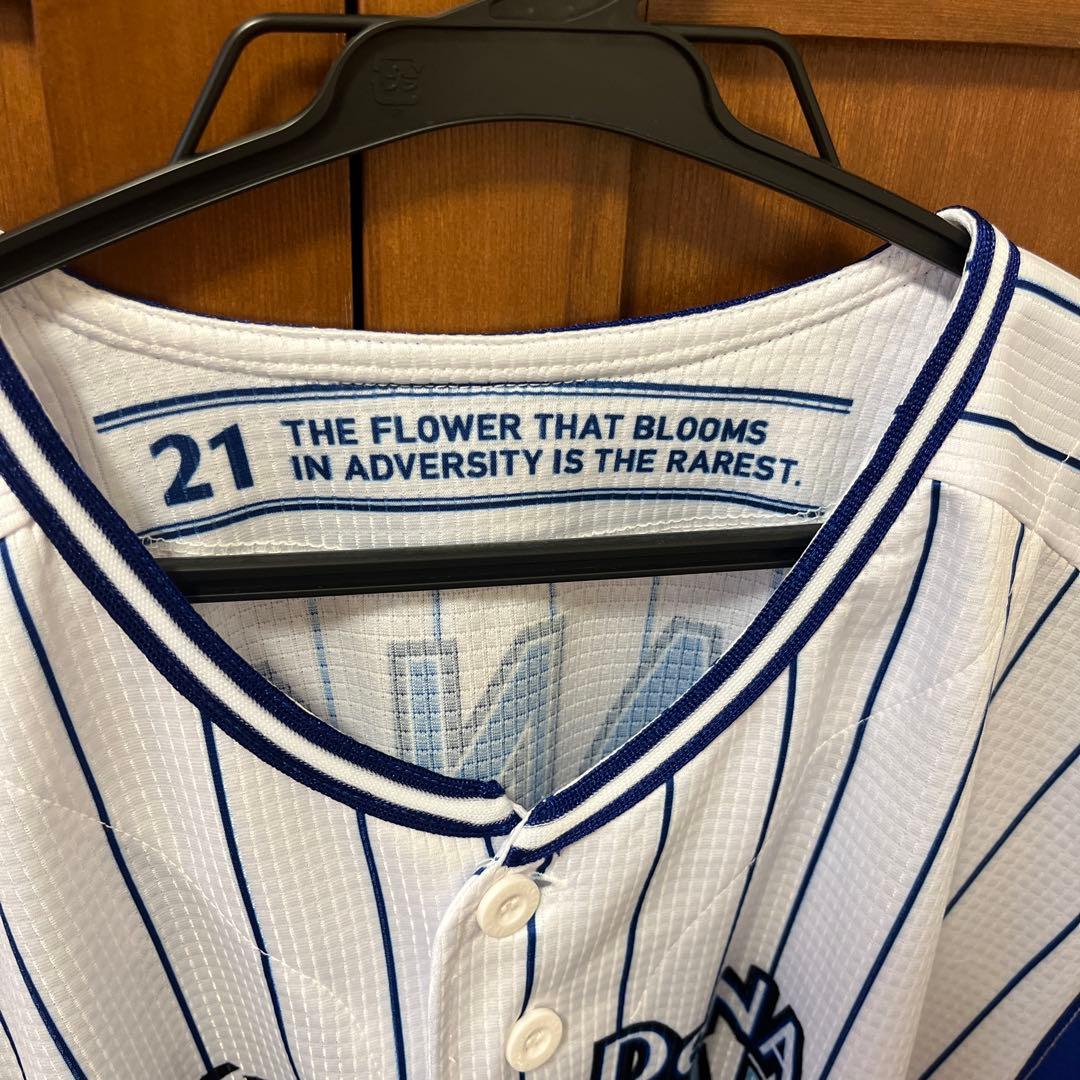 21
THE FLOWER THAT BLOOMS
IN ADVERSITY IS THE RAREST.